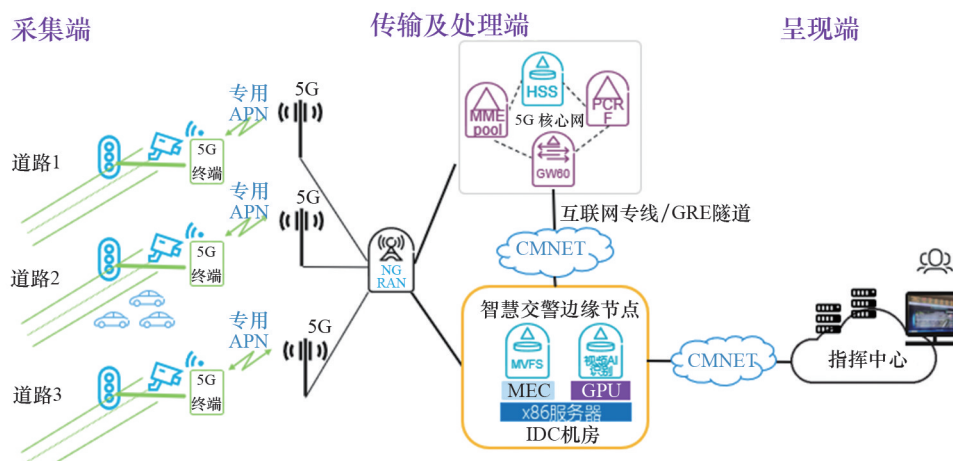 采集端
传输及处理端
呈现端
专用
APN
5G
道路1
5G
终端
HSS
MME
pool
PCR
F
5G 核心网
GW60
专用
APN
5G
道路2
5G
终端
互联网专线/GRE隧道
CMNET
NG
RAN
专用
APN
5G
道路3
5G
终端
智慧交警边缘节点
MVFS
视频AI
识别
MEC
GPU
x86服务器
IDC机房
CMNET
指挥中心